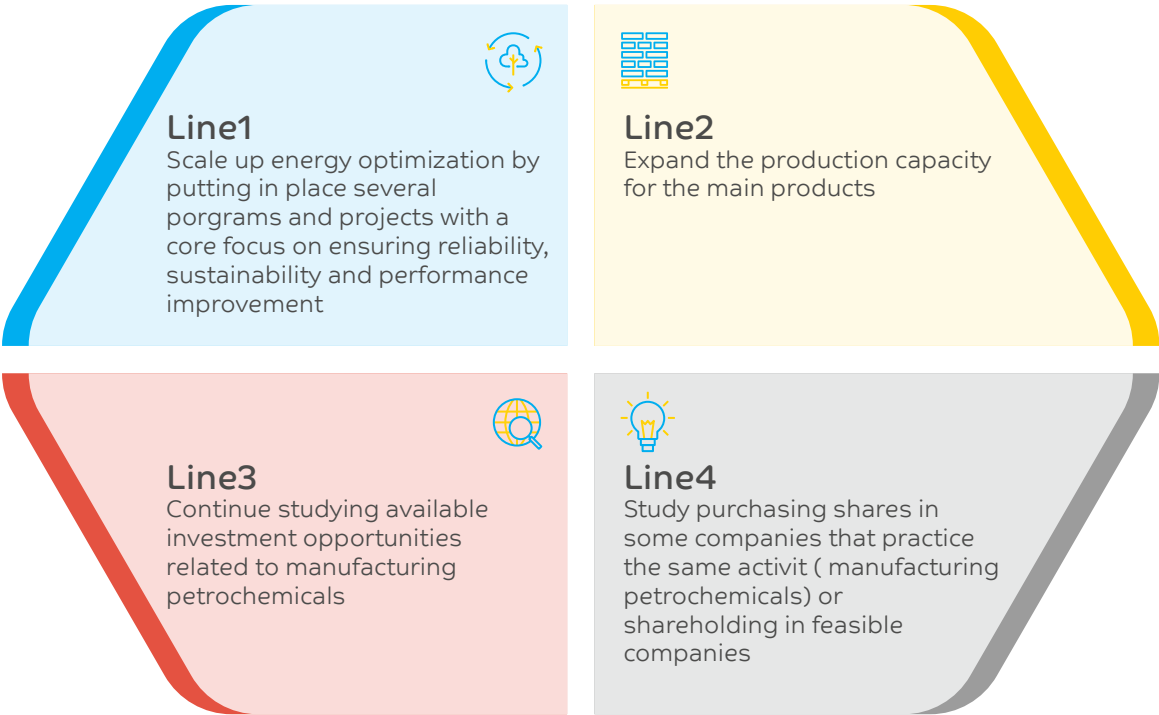 Line1
Scale up energy optimization by
putting in place several
porgrams and projects with a
core focus on ensuring reliability,
sustainability and performance
improvement
Line2
Expand the production capacity
for the main products
Line3
Continue studying available
investment opportunities
related to manufacturing
petrochemicals
Line4
Study purchasing shares in
some companies that practice
the same activit ( manufacturing
petrochemicals) or
shareholding in feasible
companies